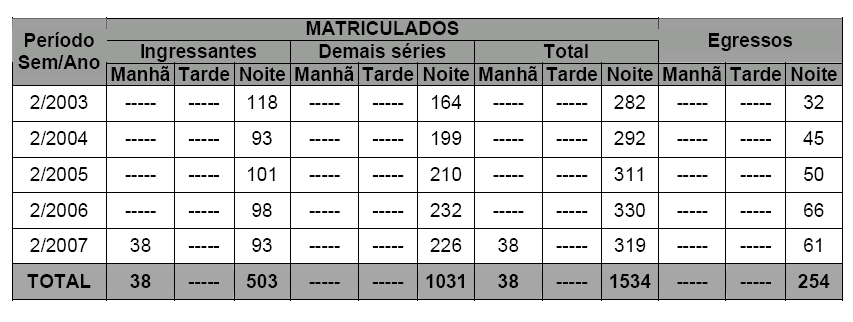 MATRICULADOS
Período Sem/Ano Ingressantes Demais séries Total Egressos
Manhã Tarde Noite Manhã Tarde Noite Manhã Tarde Noite Manhã Tarde Noite
2/2003 ----- ----- 118 ----- ----- 164 ----- ----- 282 ----- ----- 32
2/2004 ----- ----- 93 ----- ----- 199 ----- ----- 292 ----- ----- 45
2/2005 ----- ----- 101 ----- ----- 210 ----- ----- 311 ----- ----- 50
2/2006 ----- ----- 98 ----- ----- 232 ----- ----- 330 ----- ----- 66
2/2007 38 ----- 93 ----- ----- 226 38 ----- 319 ----- ----- 61
TOTAL 38 ----- 503 ----- ----- 1031 38 ----- 1534 ----- ----- 254